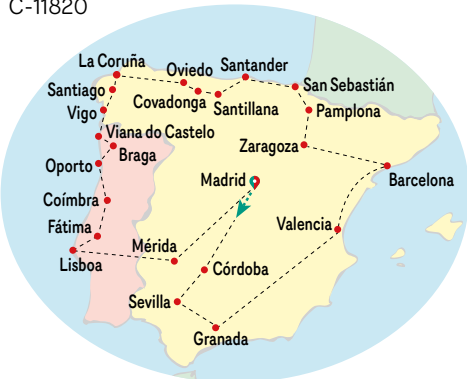 C-11820
La Coruña
Oviedo
Santander
Santiago
Covadonga
Santillana
San Sebastián
Vigo
Pamplona
Viana do Castelo
Braga
Zaragoza
Oporto
Madrid
Barcelona
Coímbra
Fátima
Valencia
Mérida
Lisboa
Córdoba
Sevilla
Granada